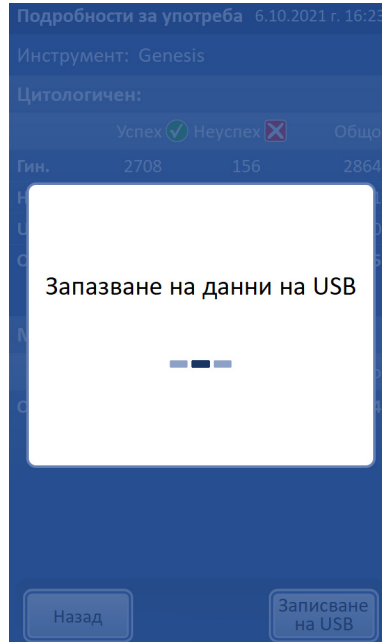 Подробности за употреба 6.10.2021 г. 16:23
Инструмент: Genesis
Цитологичен:
Успех Неуспех Общо
Гин. 2708 156 2864
Запазване на данни на USB
Назад
Записване
на USB